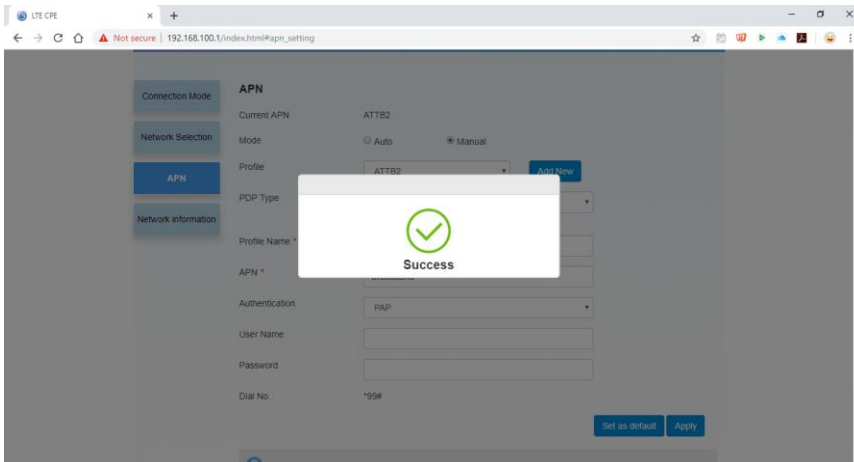 LTE CPE
Not secure | 192.168.100.1/index.html#apn_setting
Connection Mode
APN
Current APN ATTB2
Network Selection
Mode Auto Manual
APN
Profile ATTB2 Add New
PDP Type
Network Information
Success
Profile Name *
APN *
Authentication PAP
User Name
Password
Dial No. *99#
Set as default Apply